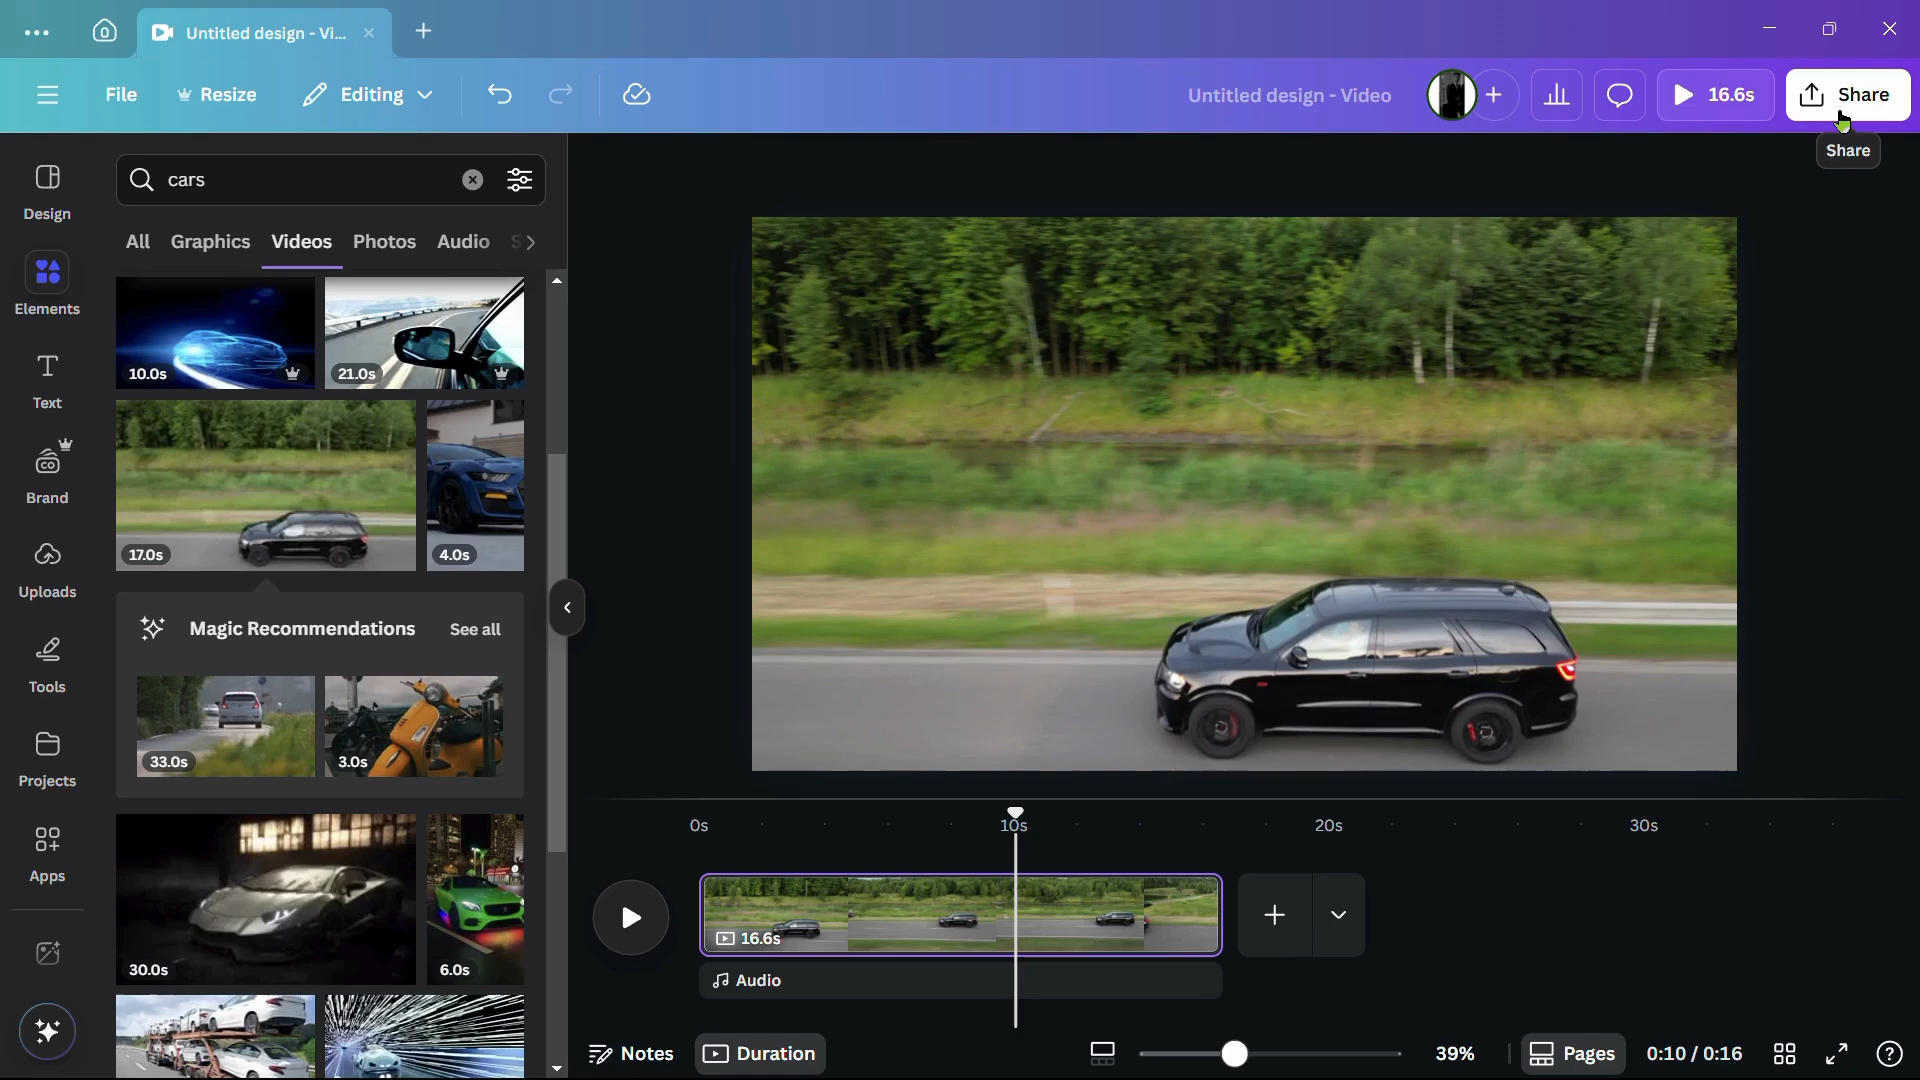 Untitled design - Vi...
File
Resize
Editing
Untitled design - Video
16.6s
Share
Share
Design
Elements
Text
Brand
Uploads
Tools
Projects
Apps
cars
All
Graphics
Videos
Photos
Audio
S
10.0s
21.0s
17.0s
4.0s
Magic Recommendations
See all
33.0s
3.0s
30.0s
6.0s
0s
10s
20s
30s
16.6s
Audio
Notes
Duration
39%
Pages
0:10 / 0:16